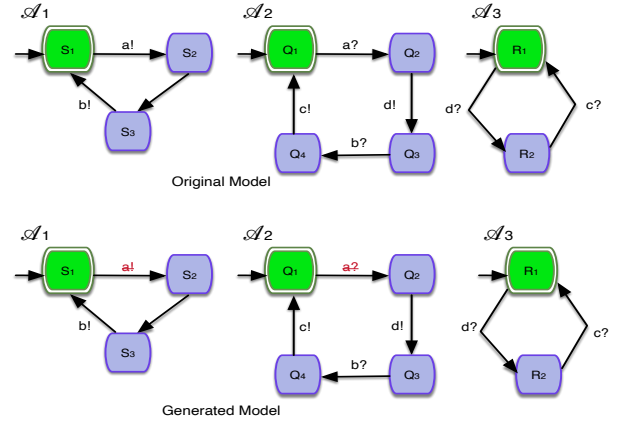 𝒜1
𝒜2
𝒜3
S1
a!
S2
Q1
a?
Q2
R1
b!
c!
d!
d?
c?
S3
Q4
b?
Q3
R2
Original Model
𝒜1
𝒜2
𝒜3
S1
a!
S2
Q1
a?
Q2
R1
b!
c!
d!
d?
c?
S3
Q4
b?
Q3
R2
Generated Model